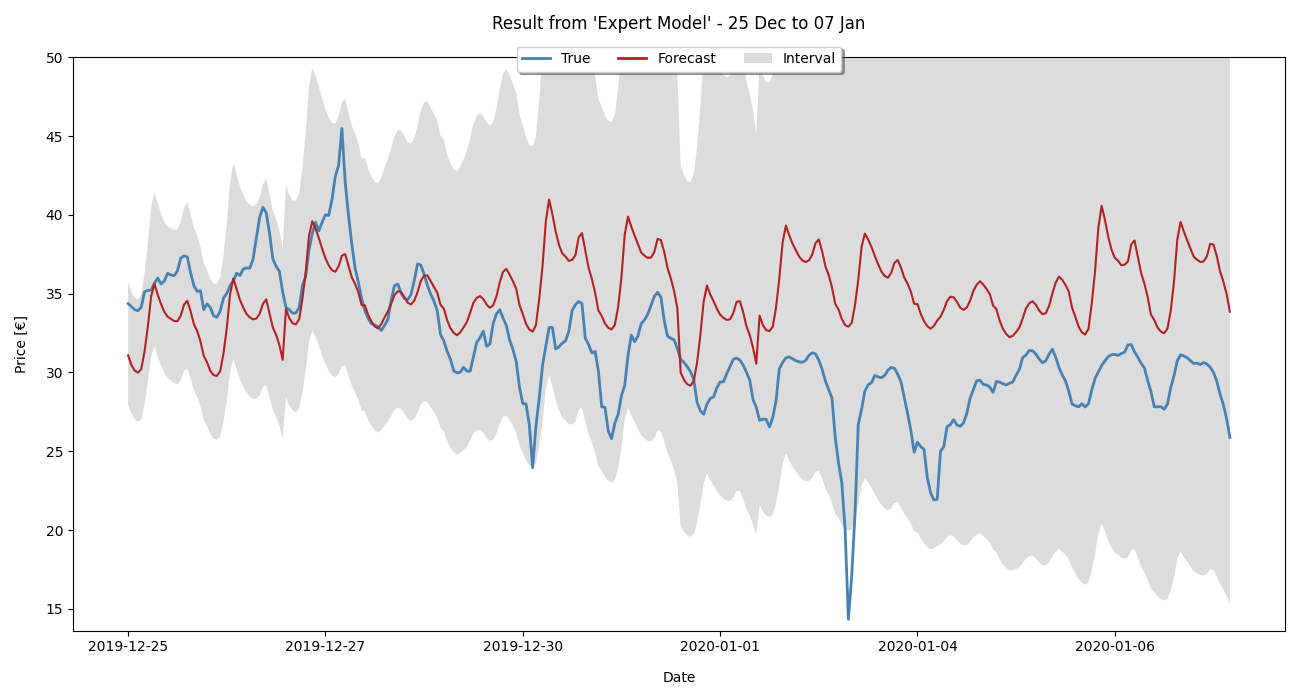 Result from 'Expert Model' - 25 Dec to 07 Jan
True Forecast Interval
50
45
40
35
30
25
20
15
Price [€]
2019-12-25 2019-12-27 2019-12-30 2020-01-01 2020-01-04 2020-01-06
Date